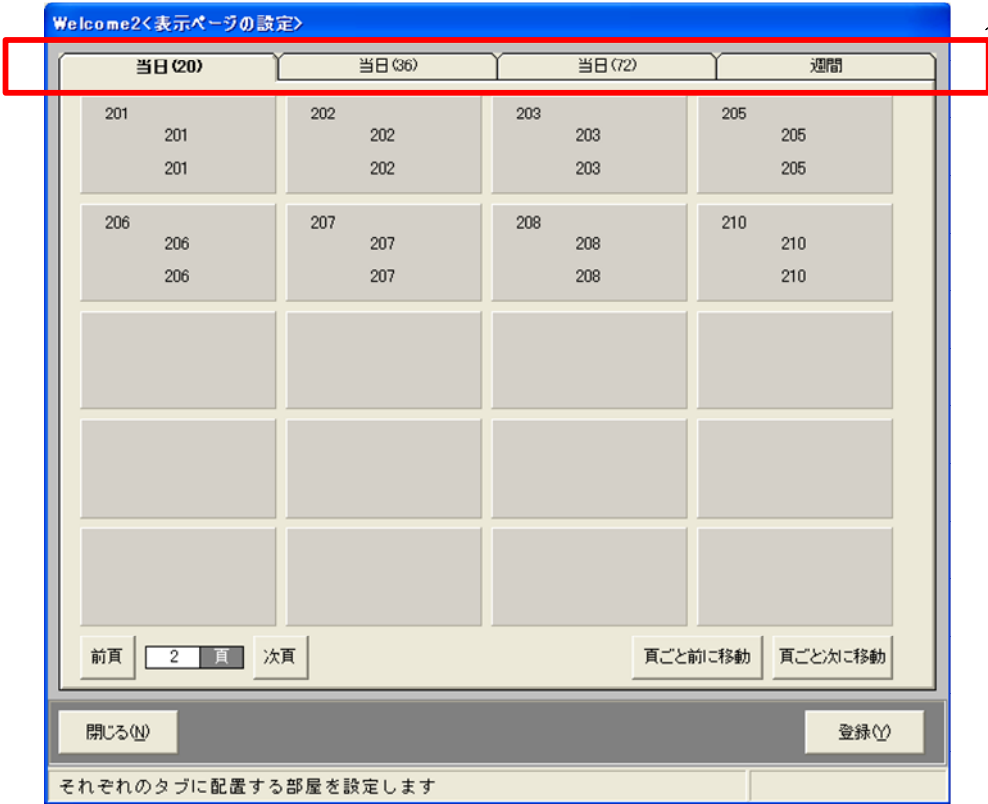 Welcome2<表示ページの設定>
当日(20) 当日(36) 当日(72) 週間
201 202 203 205
201 202 203 205
201 202 203 205
206 207 208 210
206 207 208 210
206 207 208 210
前頁 2 頁 次頁 頁ごと前に移動 頁ごと次に移動
閉じる(N) 登録(Y)
それぞれのタブに配置する部屋を設定します